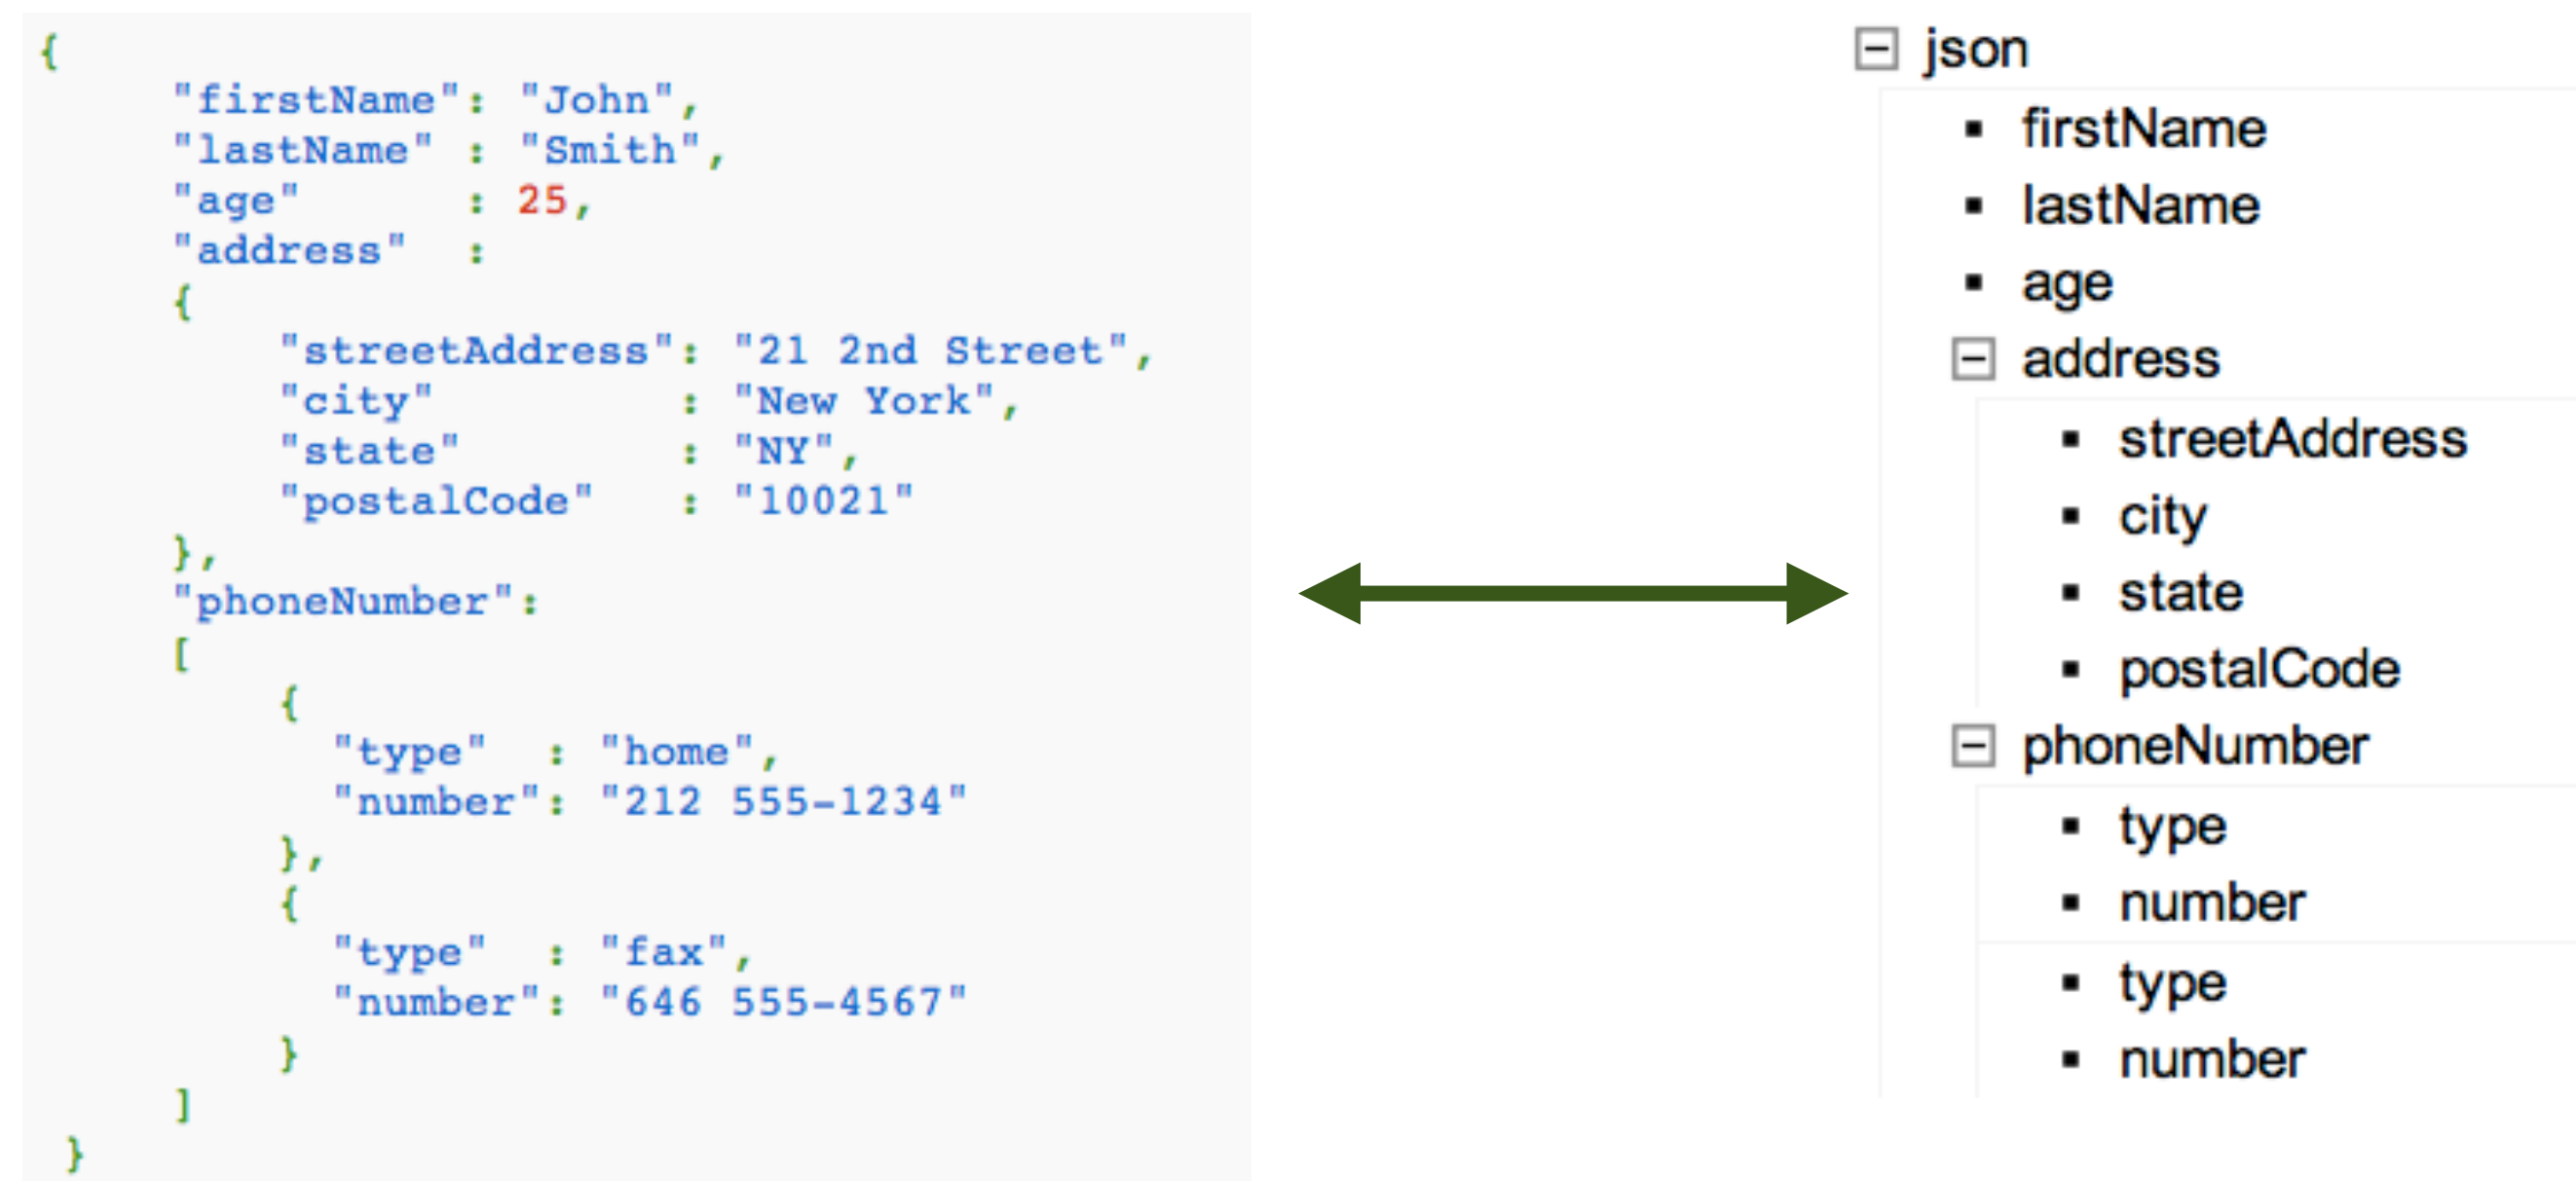 {
"firstName": "John",
"lastName" : "Smith",
"age" : 25,
"address" :
{
"streetAddress": "21 2nd Street",
"city" : "New York",
"state" : "NY",
"postalCode" : "10021"
},
"phoneNumber":
[
{
"type" : "home",
"number": "212 555-1234"
},
{
"type" : "fax",
"number": "646 555-4567"
}
]
}
json
firstName
lastName
age
address
streetAddress
city
state
postalCode
phoneNumber
type
number
type
number